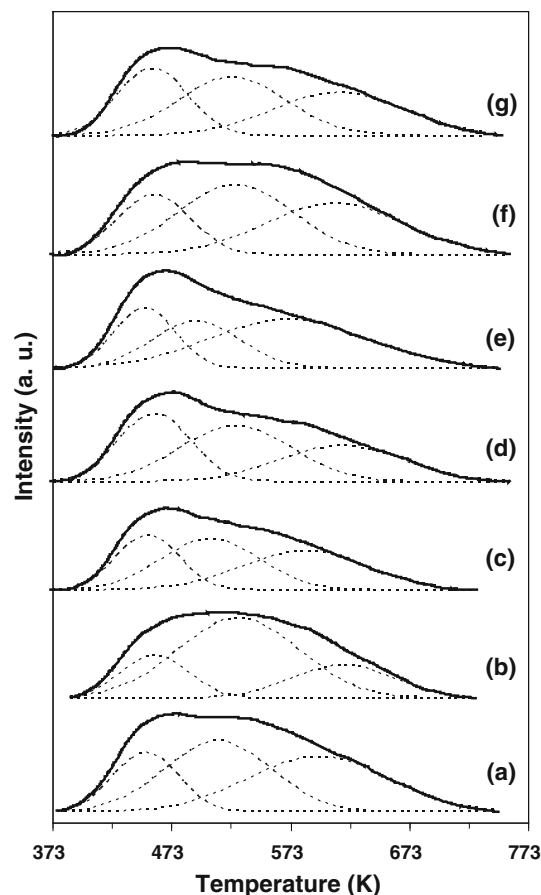 (g)
(f)
(e)
(d)
(c)
(b)
(a)
Intensity (a. u.)
373 473 573 673 773
Temperature (K)